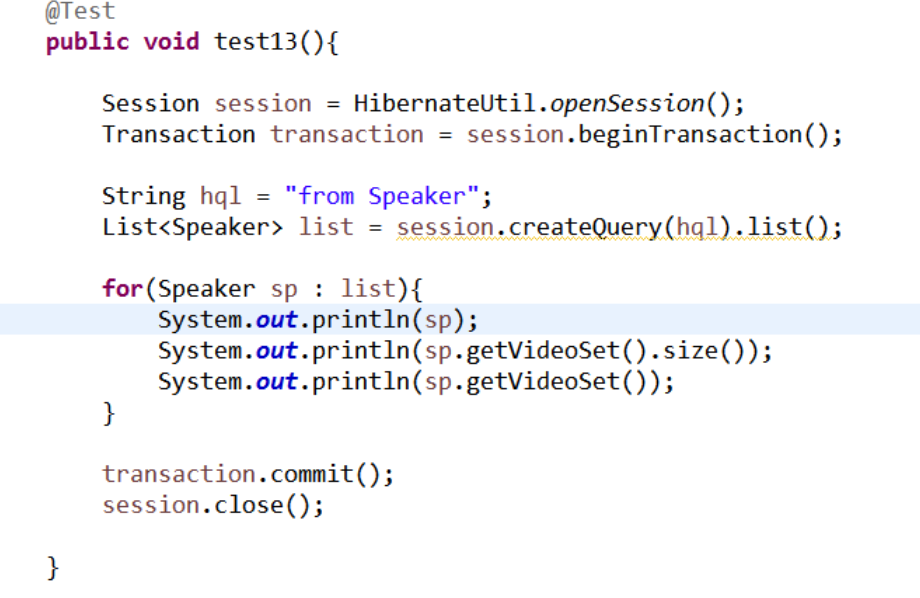 @Test
public void test13(){
Session session = HibernateUtil.openSession();
Transaction transaction = session.beginTransaction();
String hql = "from Speaker";
List<Speaker> list = session.createQuery(hql).list();
for(Speaker sp : list){
System.out.println(sp);
System.out.println(sp.getVideoSet().size());
System.out.println(sp.getVideoSet());
}
transaction.commit();
session.close();
}